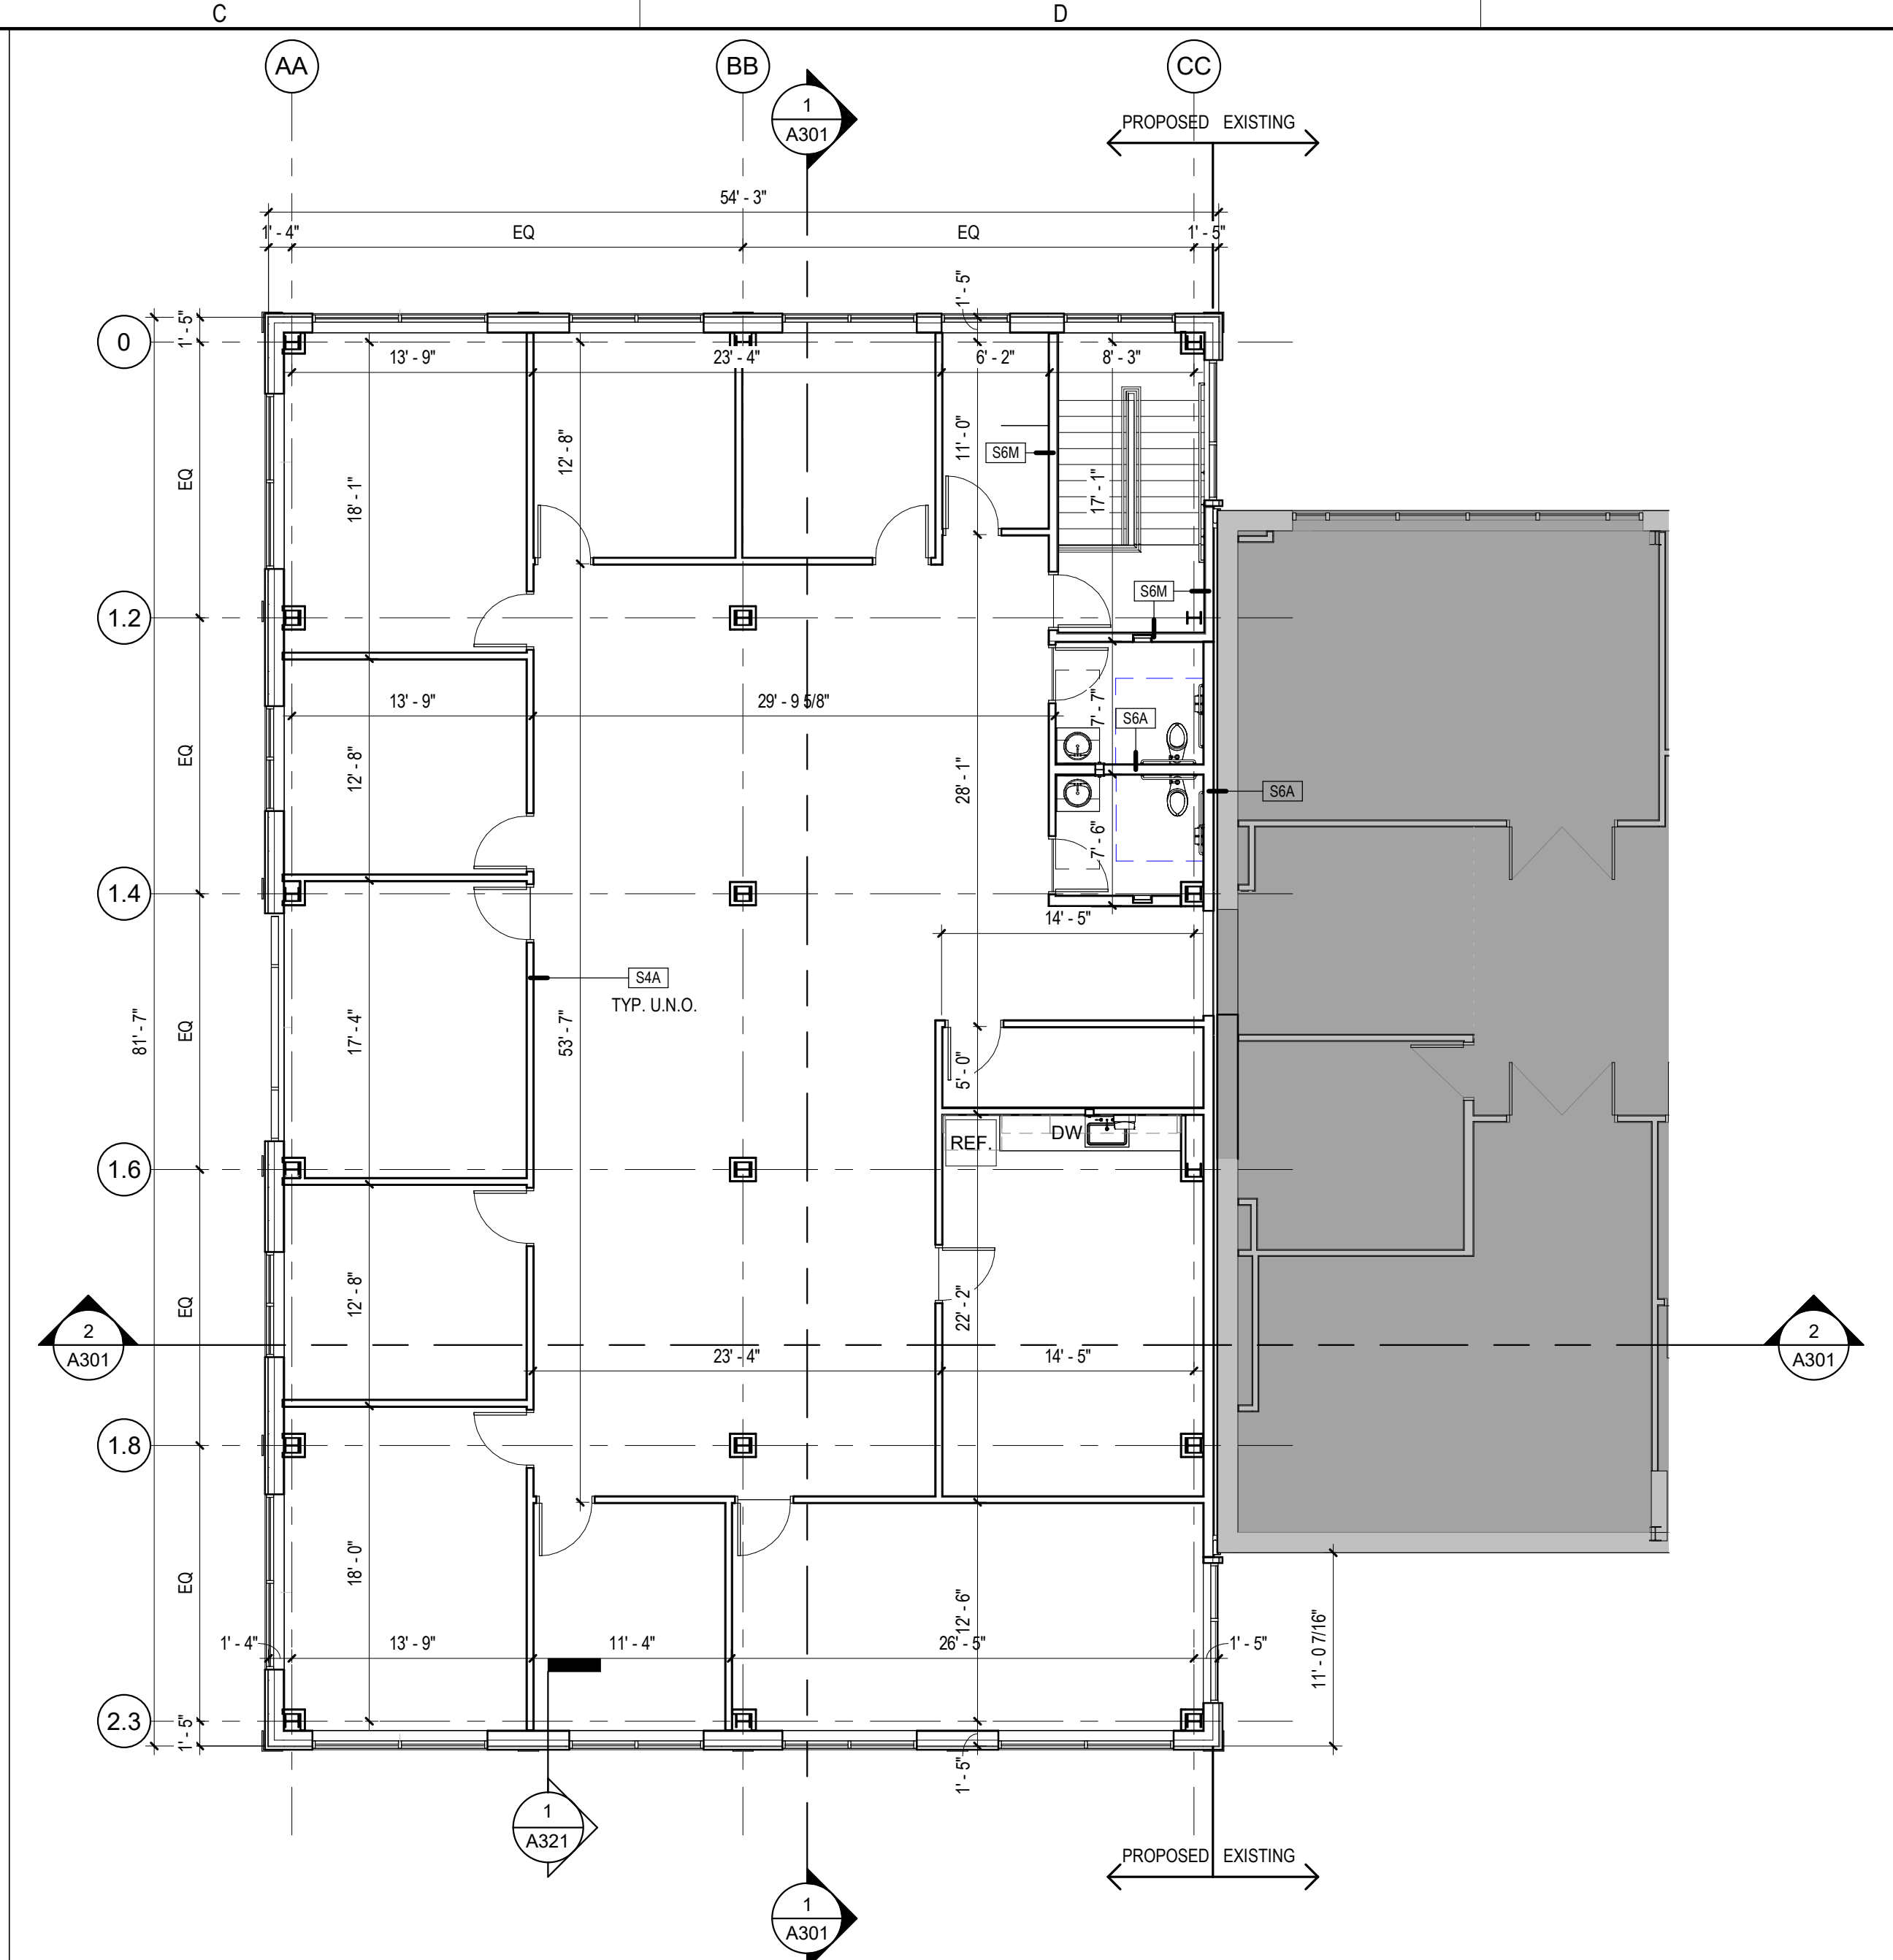 C D
AA BB CC
1
A301
PROPOSED EXISTING
54' - 3"
1' - 4" EQ EQ 1' - 5"
1' - 5"
0
1' - 5"
13' - 9" 23' - 4" 6' - 2" 8' - 3"
EQ
18' - 1"
12' - 8"
11' - 0"
S6M
17' - 1"
S6M
1.2
13' - 9" 29' - 9 5/8"
7' - 7"
S6A
EQ
12' - 8"
28' - 1"
S6A
7' - 6"
1.4
14' - 5"
S4A
TYP. U.N.O.
81' - 7"
EQ
17' - 4"
53' - 7"
5' - 0"
REF. DW
1.6
EQ
12' - 8"
22' - 2"
2
A301
2
A301
23' - 4" 14' - 5"
1.8
EQ
18' - 0"
12' - 6"
1' - 4" 13' - 9" 11' - 4" 26' - 5" 1' - 5"
11' - 0 7/16"
2.3
1' - 5"
1' - 5"
1
A321
PROPOSED EXISTING
1
A301